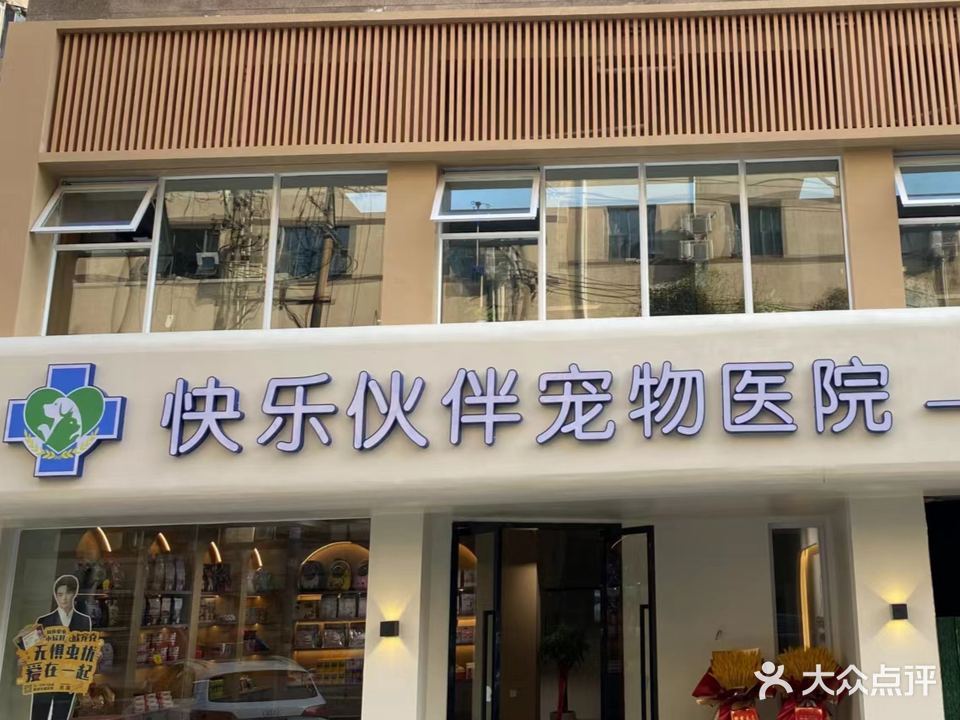 快乐伙伴宠物医院
无惧虫扰
爱在一起
大众点评